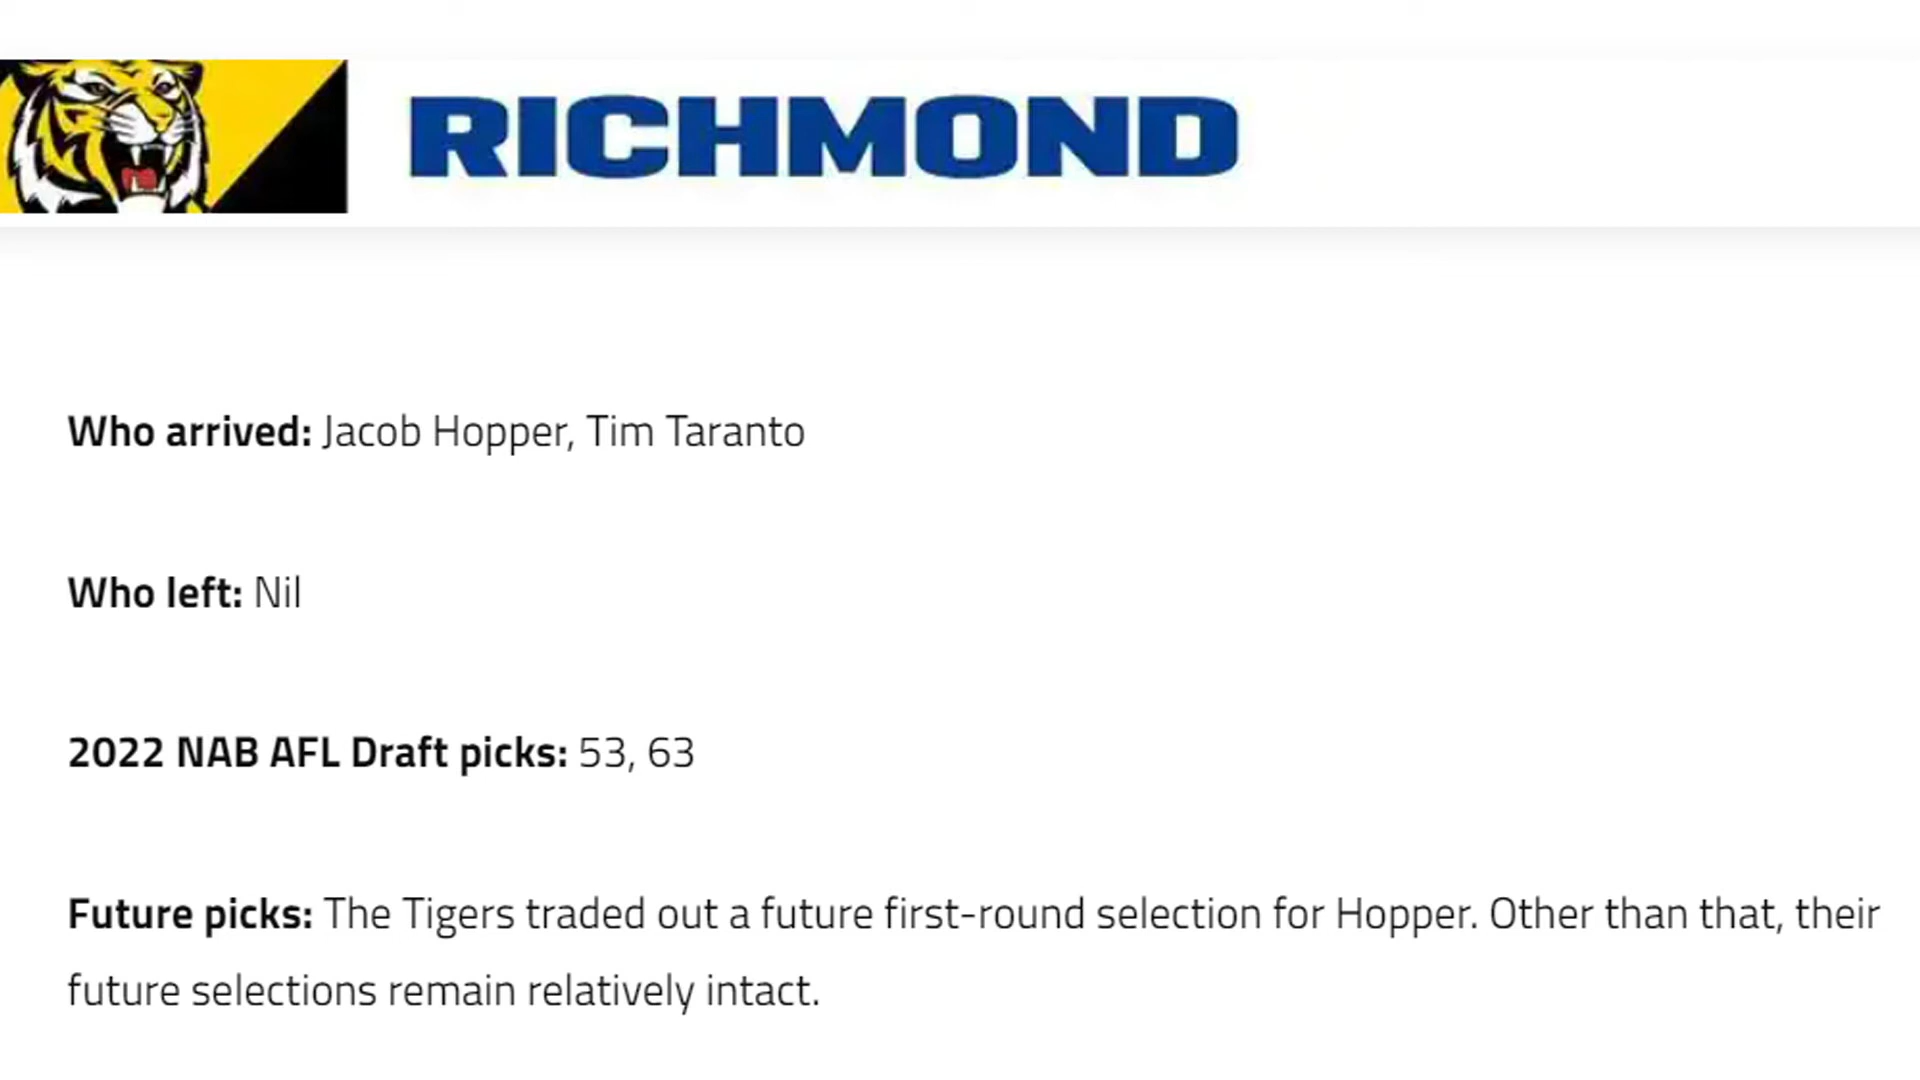 RICHMOND
Who arrived: Jacob Hopper, Tim Taranto
Who left: Nil
2022 NAB AFL Draft picks: 53, 63
Future picks: The Tigers traded out a future first-round selection for Hopper. Other than that, their
future selections remain relatively intact.